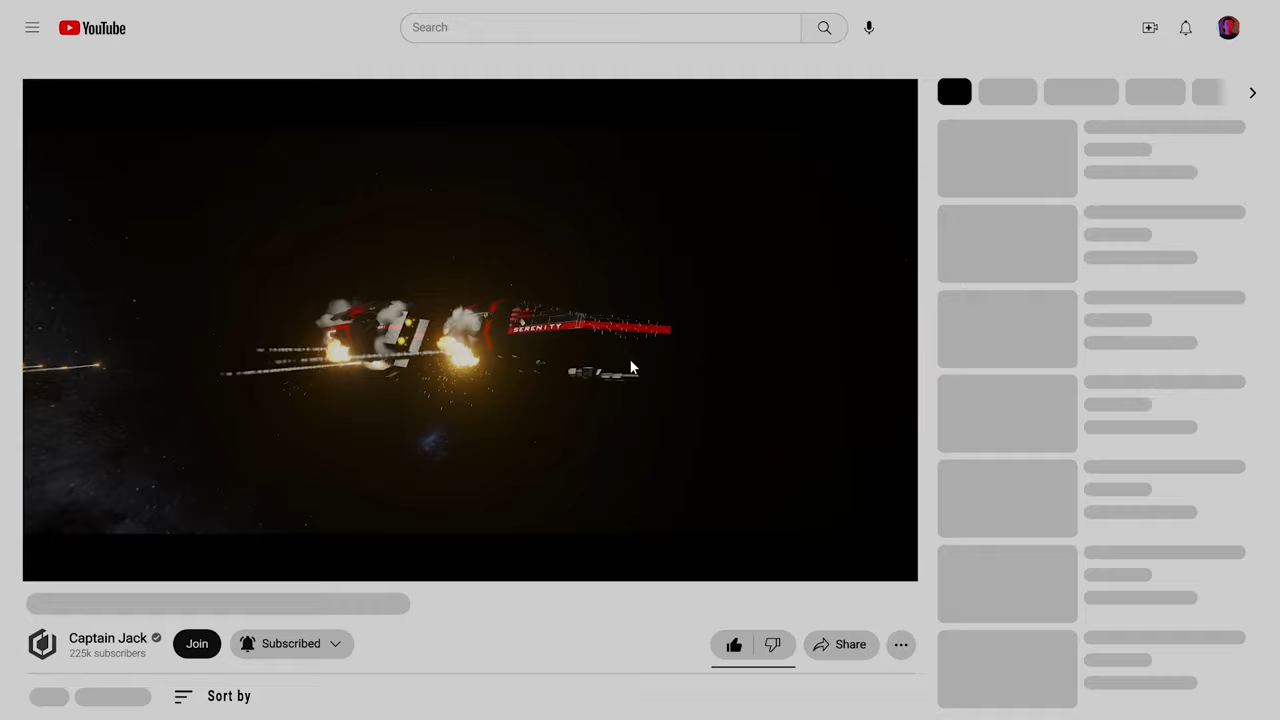 YouTube
Search
SERENITY
Captain Jack
225k subscribers
Join
Subscribed
Share
Sort by